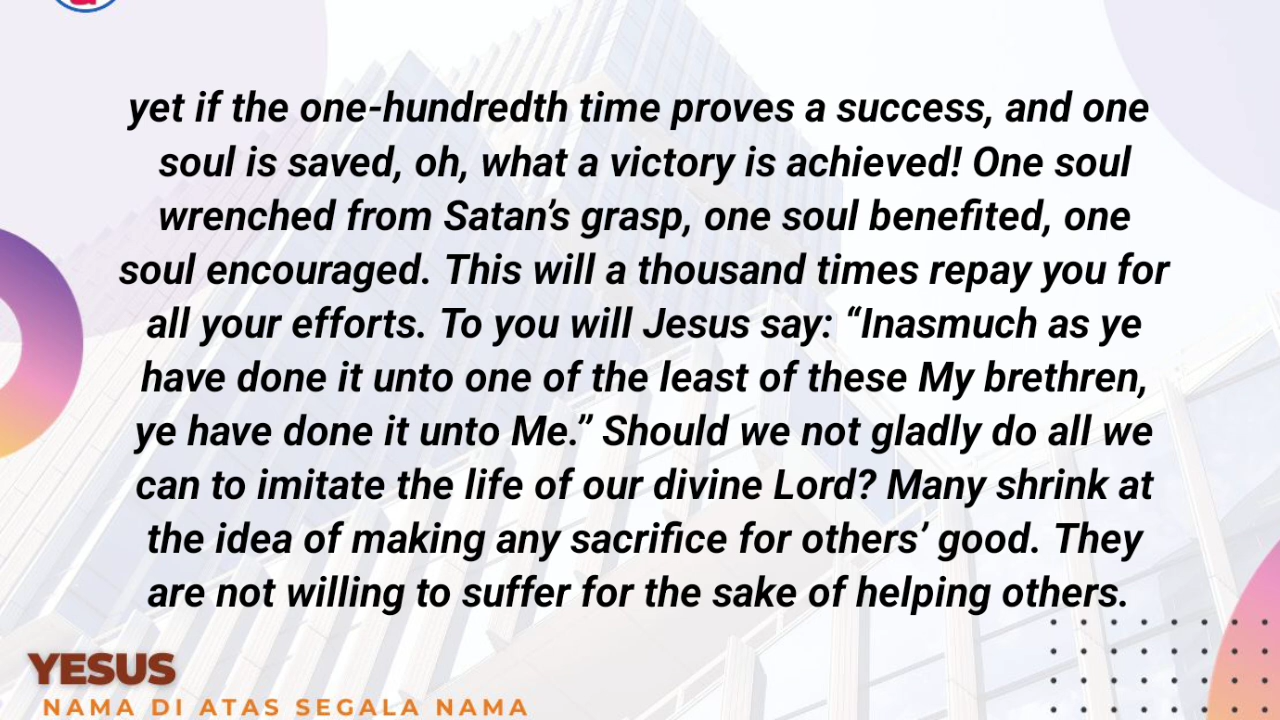 yet if the one-hundredth time proves a success, and one
soul is saved, oh, what a victory is achieved! One soul
wrenched from Satan’s grasp, one soul benefited, one
soul encouraged. This will a thousand times repay you for
all your efforts. To you will Jesus say: “Inasmuch as ye
have done it unto one of the least of these My brethren,
ye have done it unto Me.” Should we not gladly do all we
can to imitate the life of our divine Lord? Many shrink at
the idea of making any sacrifice for others’ good. They
are not willing to suffer for the sake of helping others.
YESUS
NAMA DI ATAS SEGALA NAMA